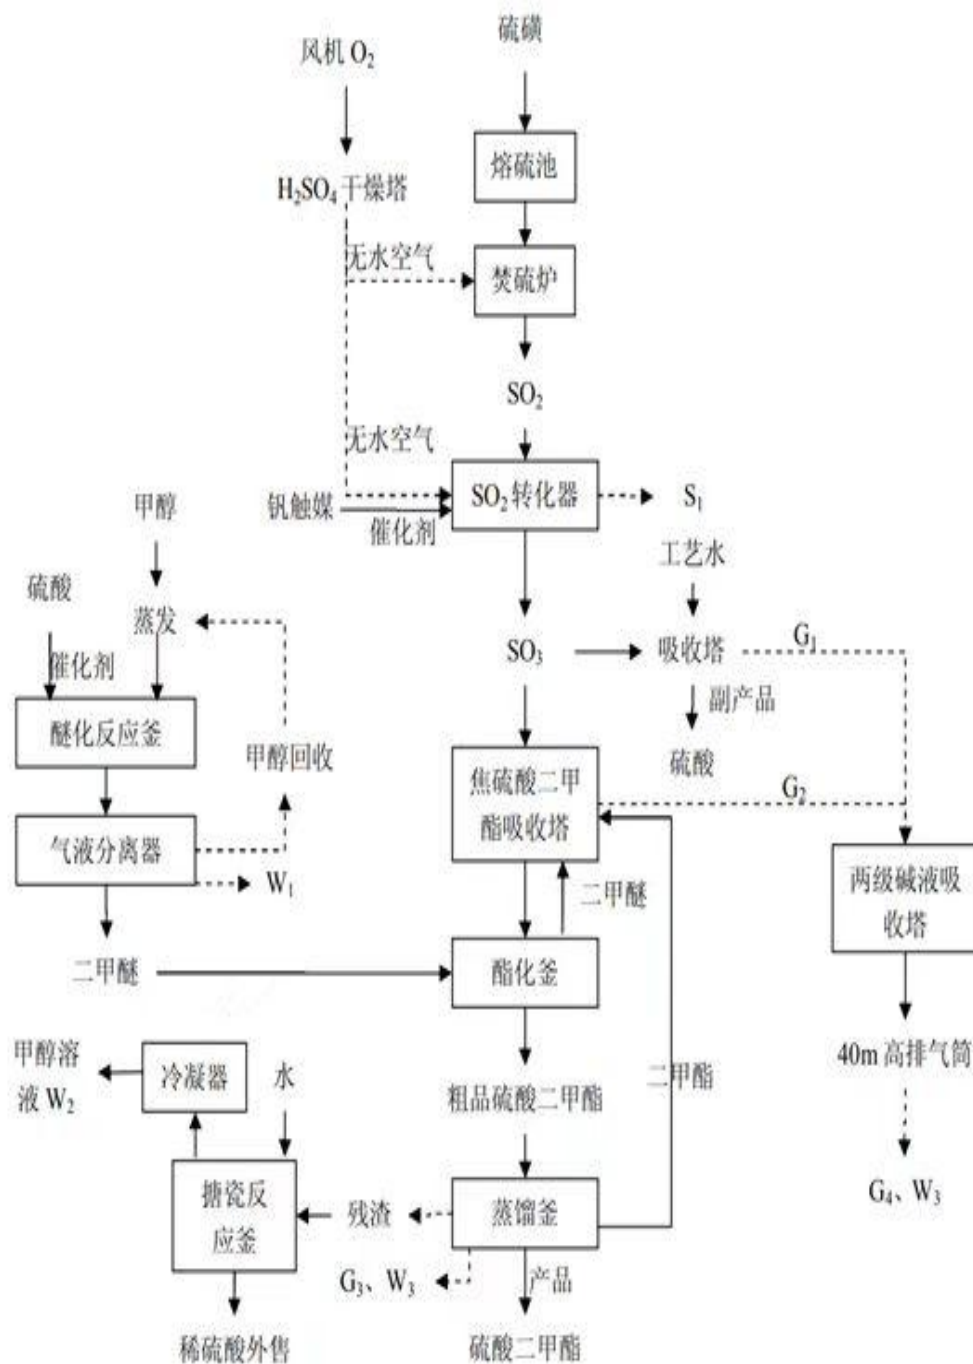 硫磺
风机 O₂
熔硫池
H₂SO₄ 干燥塔
无水空气
焚硫炉
SO₂
无水空气
SO₂ 转化器
S₁
钒触媒
催化剂
甲醇
工艺水
硫酸
蒸发
SO₃
吸收塔
G₁
催化剂
副产品
醚化反应釜
甲醇回收
硫酸
焦硫酸二甲
酯吸收塔
G₂
气液分离器
W₁
二甲醚
两级碱液吸
收塔
二甲醚
酯化釜
甲醇溶
液 W₂
冷凝器
水
二甲酯
40m 高排气筒
粗品硫酸二甲酯
搪瓷反
应釜
残渣
蒸馏釜
G₄、W₃
G₃、W₃
产品
稀硫酸外售
硫酸二甲酯